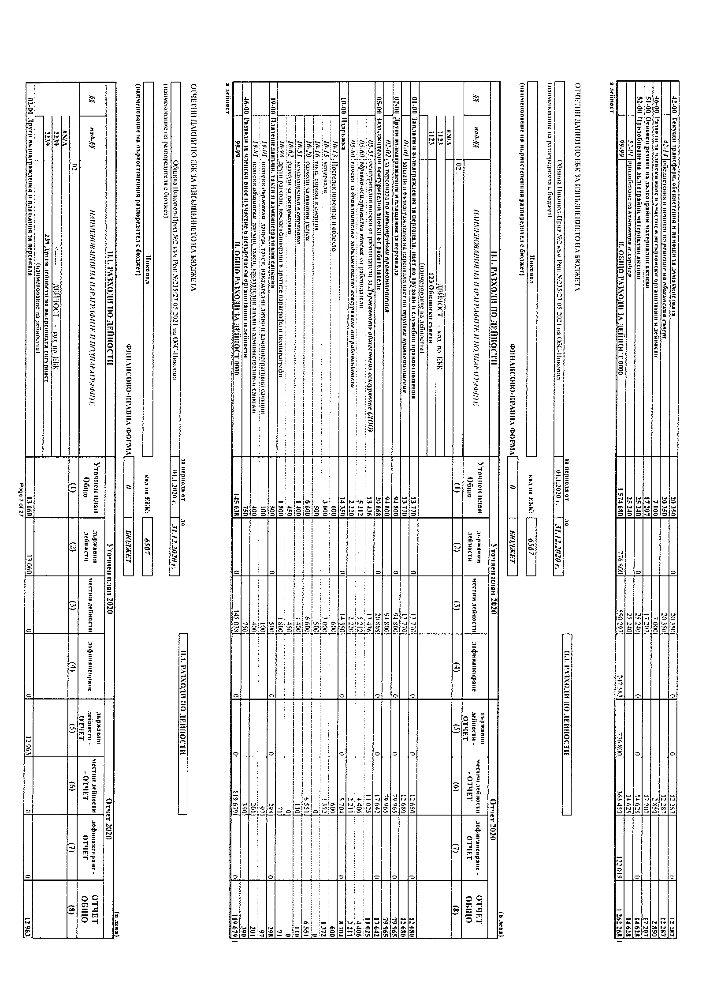 42-00 Текущи трансфери, обезщетения и помощи за домакинствата 20 350 0 20 350 0 0 12 287 0 12 287
42-14 обезщетения и помощи по решение на общинския съвет 20 350 20 350 12 287 12 287
46-00 Разходи за членски внос и участие в нетърговски организации и дейности 7 000 7 000 2 850 2 850
51-00 Основен ремонт на дълготрайни материални активи 17 207 17 207 17 207 17 207
52-00 Придобиване на дълготрайни материални активи 25 240 0 25 240 0 0 14 628 0 14 628
52-01 придобиване на компютри и хардуер 25 240 25 240 14 628 14 628
99-99 II. ОБЩО РАЗХОДИ ЗА ДЕЙНОСТ 0000 1 574 680 776 800 550 297 247 583 776 800 363 450 122 018 1 262 268
а дейност
ОТЧЕТНИ ДАННИ ПО ЕБК ЗА ИЗПЪЛНЕНИЕТО НА БЮДЖЕТА
за периода от до
II.1. РАЗХОДИ ПО ДЕЙНОСТИ
Община Никопол-Прил.№2 към Реш.№235/27.05.2021 на ОбС-Никопол 01.1.2020 г. 31.12.2020 г.
(наименование на разпоредителя с бюджет)
Никопол код по ЕБК: 6507
(наименование на първостепенния разпоредител с бюджет)
ФИНАНСОВО-ПРАВНА ФОРМА 0 БЮДЖЕТ
(в лева)
II.1. РАЗХОДИ ПО ДЕЙНОСТИ Уточнен план 2020 Отчет 2020
§§ под-§§ НАИМЕНОВАНИЯ НА ПАРАГРАФИТЕ И ПОДПАРАГРАФИТЕ Уточнен план Общо държавни дейности местни дейности дофинансиране държавни дейности - ОТЧЕТ местни дейности - ОТЧЕТ дофинансиране - ОТЧЕТ ОТЧЕТ ОБЩО
02. (1) (2) (3) (4) (5) (6) (7) (8)
#N/A
1123 <------ ДЕЙНОСТ - код по ЕБК
1123 123 Общински съвети
(наименование на дейността)
01-00 Заплати и възнаграждения за персонала, нает по трудови и служебни правоотношения 13 770 0 13 770 0 0 12 680 0 12 680
01-01 заплати и възнаграждения на персонала нает по трудови правоотношения 13 770 13 770 12 680 12 680
02-00 Други възнаграждения и плащания за персонала 94 800 0 94 800 0 0 79 965 0 79 965
02-02 за персонала по извънтрудови правоотношения 94 800 94 800 79 965 79 965
05-00 Задължителни осигурителни вноски от работодатели 20 868 0 20 868 0 0 17 642 0 17 642
05-51 осигурителни вноски от работодатели за Държавното обществено осигуряване (ДОО) 13 436 13 436 11 025 11 025
05-60 здравно-осигурителни вноски от работодатели 5 212 5 212 4 406 4 406
05-80 вноски за допълнително задължително осигуряване от работодатели 2 220 2 220 2 211 2 211
10-00 Издръжка 14 350 0 14 350 0 0 8 704 0 8 704
10-13 Постелен инвентар и облекло 600 600 600 600
10-15 материали 3 000 3 000 1 372 1 372
10-16 вода, горива и енергия 500 500 0 0
10-20 разходи за външни услуги 6 600 6 600 6 551 6 551
10-51 командировки в страната 1 400 1 400 110 110
10-62 разходи за застраховки 450 450 0 0
10-98 други разходи, некласифицирани в другите параграфи и подпараграфи 1 800 1 800 71 71
19-00 Платени данъци, такси и административни санкции 500 0 500 0 0 298 0 298
19-01 платени държавни данъци, такси, наказателни лихви и административни санкции 100 100 97 97
19-81 платени общински данъци, такси, наказателни лихви и административни санкции 400 400 201 201
46-00 Разходи за членски внос и участие в нетърговски организации и дейности 750 750 390 390
99-99 II. ОБЩО РАЗХОДИ ЗА ДЕЙНОСТ 0000 145 038 0 145 038 0 0 119 679 0 119 679
а дейност
ОТЧЕТНИ ДАННИ ПО ЕБК ЗА ИЗПЪЛНЕНИЕТО НА БЮДЖЕТА
за периода от до
II.1. РАЗХОДИ ПО ДЕЙНОСТИ
Община Никопол-Прил.№2 към Реш.№235/27.05.2021 на ОбС-Никопол 01.1.2020 г. 31.12.2020 г.
(наименование на разпоредителя с бюджет)
Никопол код по ЕБК: 6507
(наименование на първостепенния разпоредител с бюджет)
ФИНАНСОВО-ПРАВНА ФОРМА 0 БЮДЖЕТ
(в лева)
II.1. РАЗХОДИ ПО ДЕЙНОСТИ Уточнен план 2020 Отчет 2020
§§ под-§§ НАИМЕНОВАНИЯ НА ПАРАГРАФИТЕ И ПОДПАРАГРАФИТЕ Уточнен план Общо държавни дейности местни дейности дофинансиране държавни дейности - ОТЧЕТ местни дейности - ОТЧЕТ дофинансиране - ОТЧЕТ ОТЧЕТ ОБЩО
02. (1) (2) (3) (4) (5) (6) (7) (8)
#N/A
2239 <------ ДЕЙНОСТ - код по ЕБК
2239 239 Други дейности по вътрешната сигурност
(наименование на дейността)
02-00 Други възнаграждения и плащания за персонала 13 060 13 060 0 0 12 963 0 0 12 963
Page 7 of 27